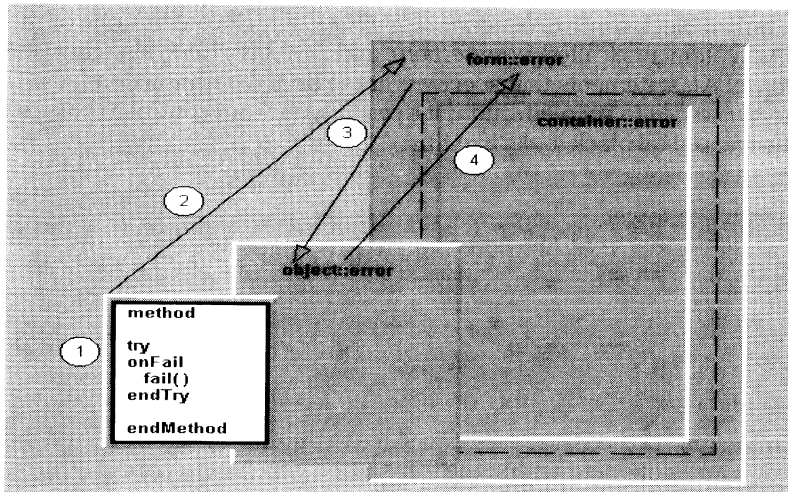 form::error
container::error
3
4
2
object::error
1
method
try
onFail
fail()
endTry
endMethod